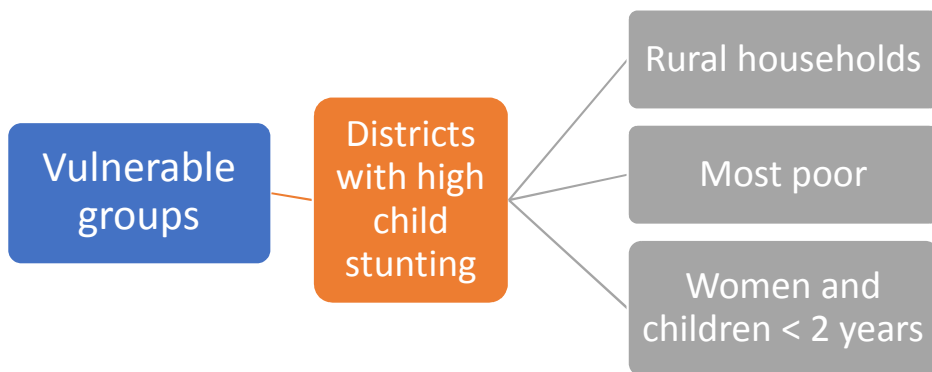 Vulnerable
groups
Districts
with high
child
stunting
Rural households
Most poor
Women and
children < 2 years